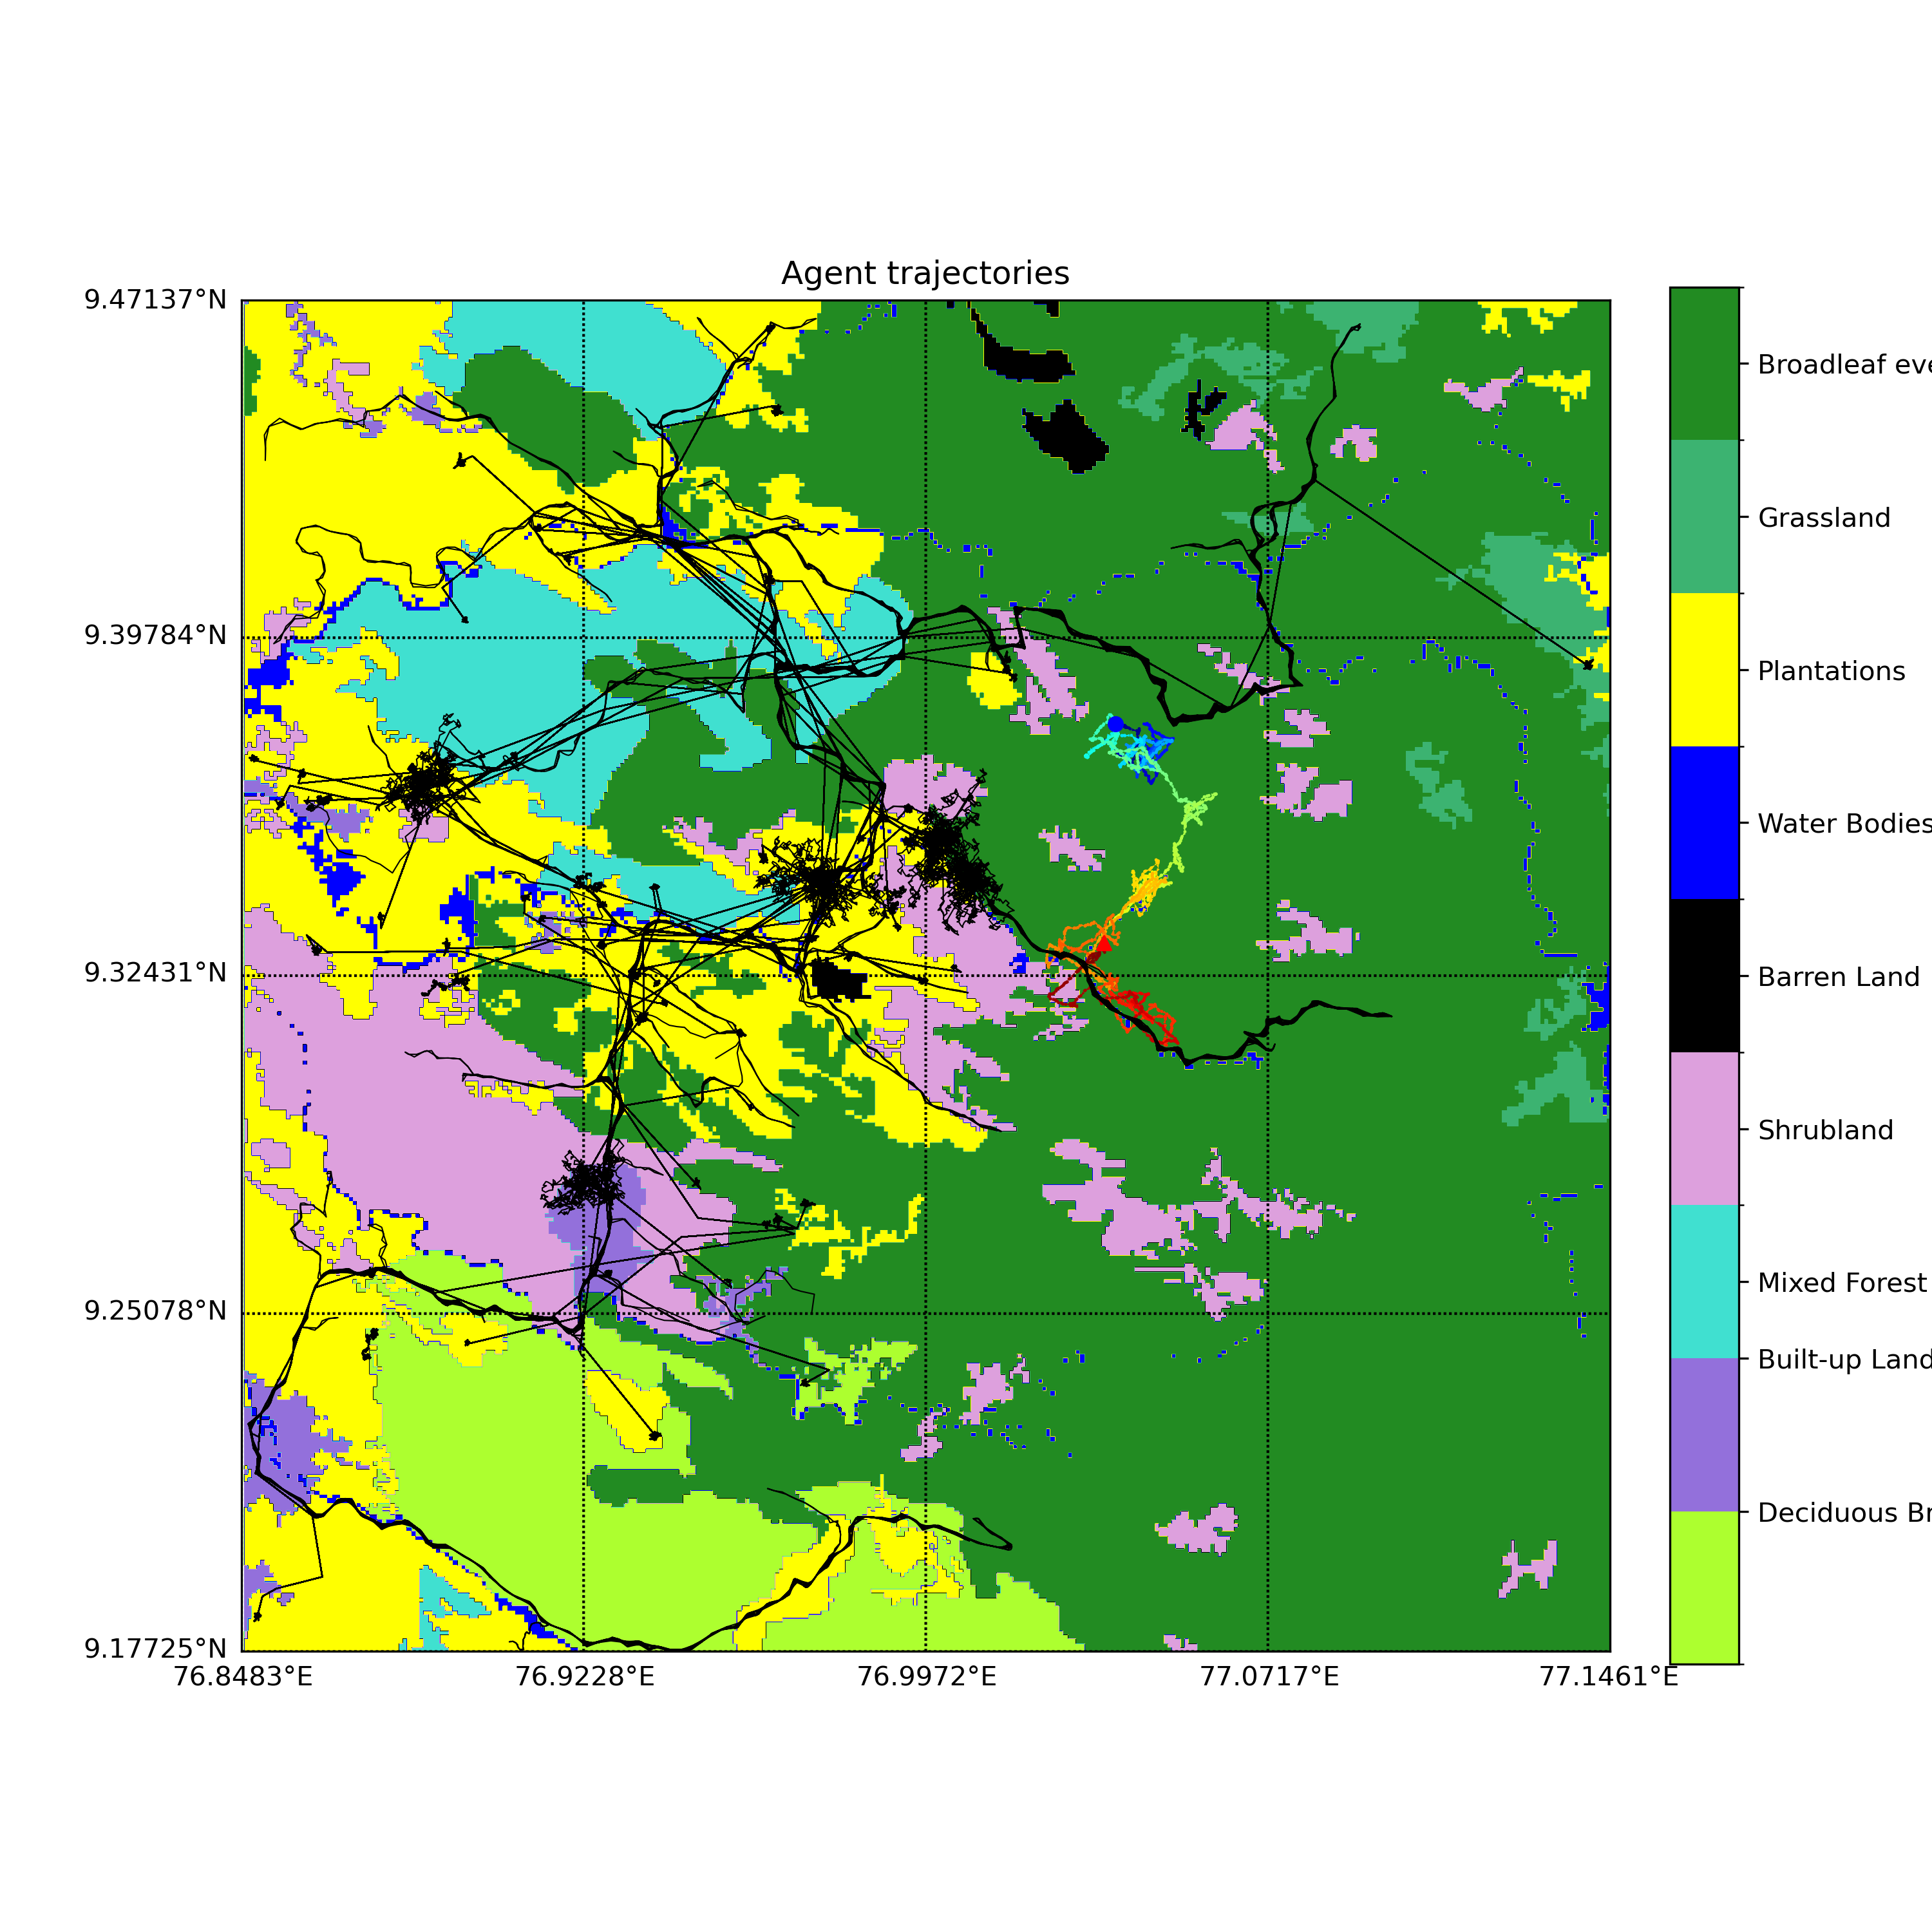 Agent trajectories
9.47137°N
9.39784°N
9.32431°N
9.25078°N
9.17725°N
76.8483°E
76.9228°E
76.9972°E
77.0717°E
77.1461°E
Broadleaf eve
Grassland
Plantations
Water Bodies
Barren Land
Shrubland
Mixed Forest
Built-up Land
Deciduous Br